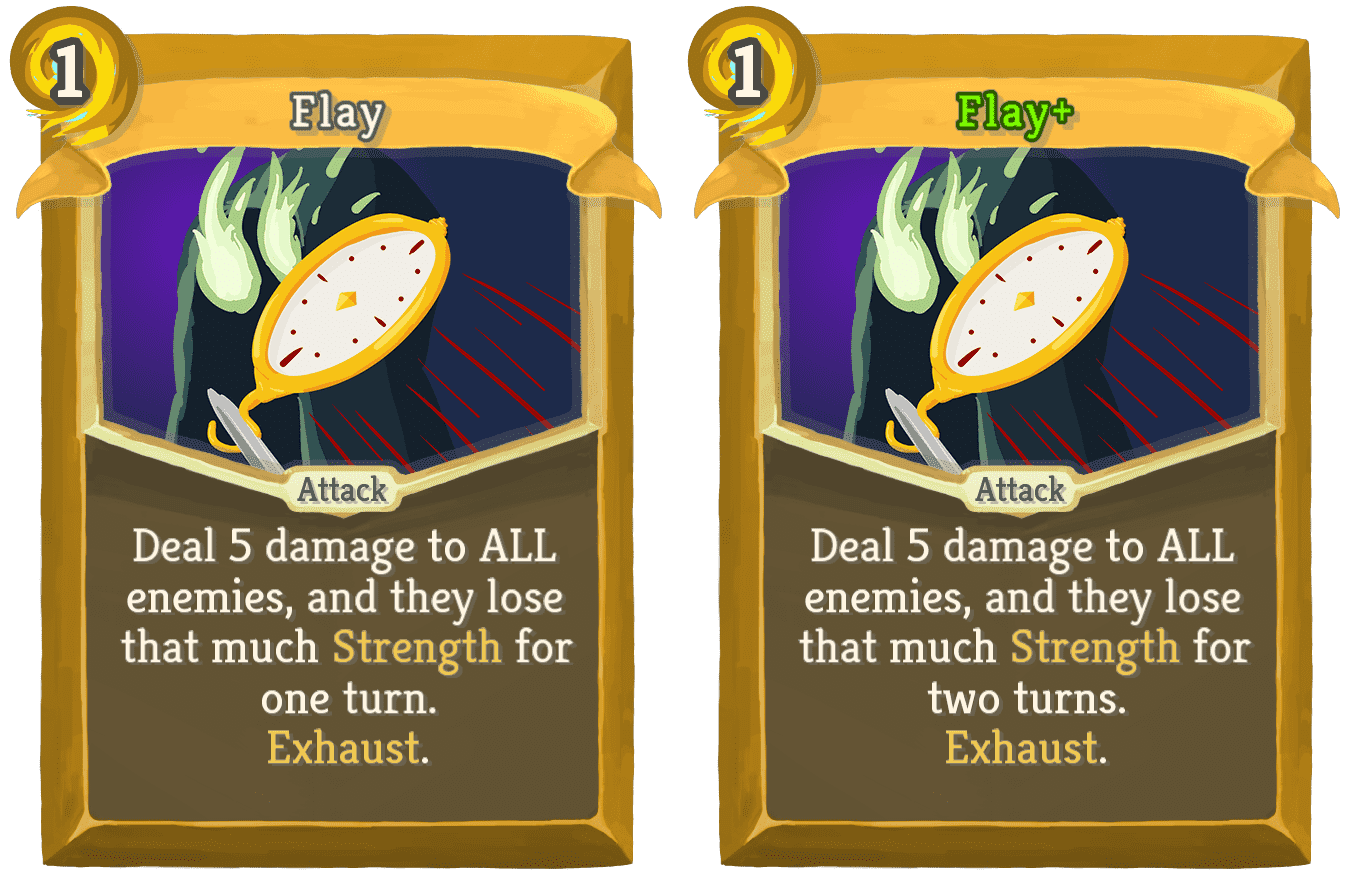 1
Flay
Attack
Deal 5 damage to ALL
enemies, and they lose
that much Strength for
one turn.
Exhaust.
1
Flay+
Attack
Deal 5 damage to ALL
enemies, and they lose
that much Strength for
two turns.
Exhaust.